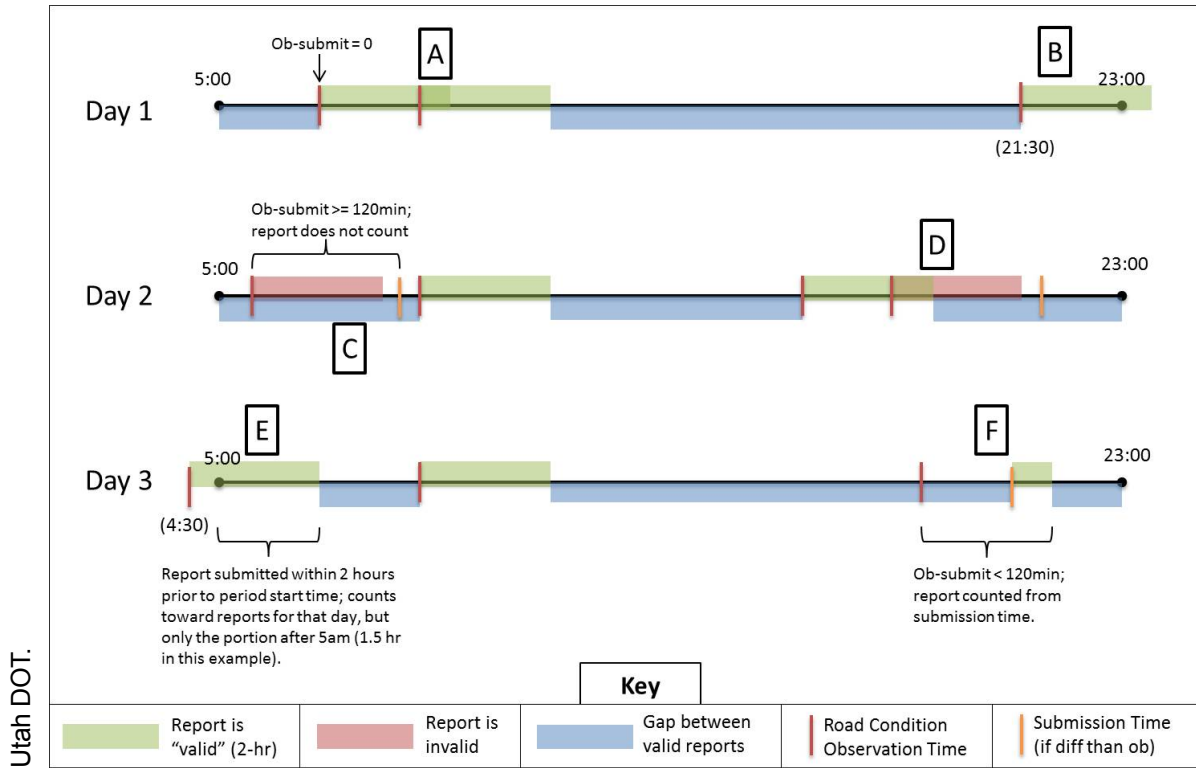 Ob-submit = 0
A
B
5:00
23:00
Day 1
(21:30)
Ob-submit >= 120min;
report does not count
D
5:00
23:00
Day 2
C
E
F
5:00
23:00
Day 3
(4:30)
Report submitted within 2 hours
prior to period start time; counts
toward reports for that day, but
only the portion after 5am (1.5 hr
in this example).
Ob-submit < 120min;
report counted from
submission time.
Key
Report is
“valid” (2-hr)
Report is
invalid
Gap between
valid reports
Road Condition
Observation Time
Submission Time
(if diff than ob)
Utah DOT.